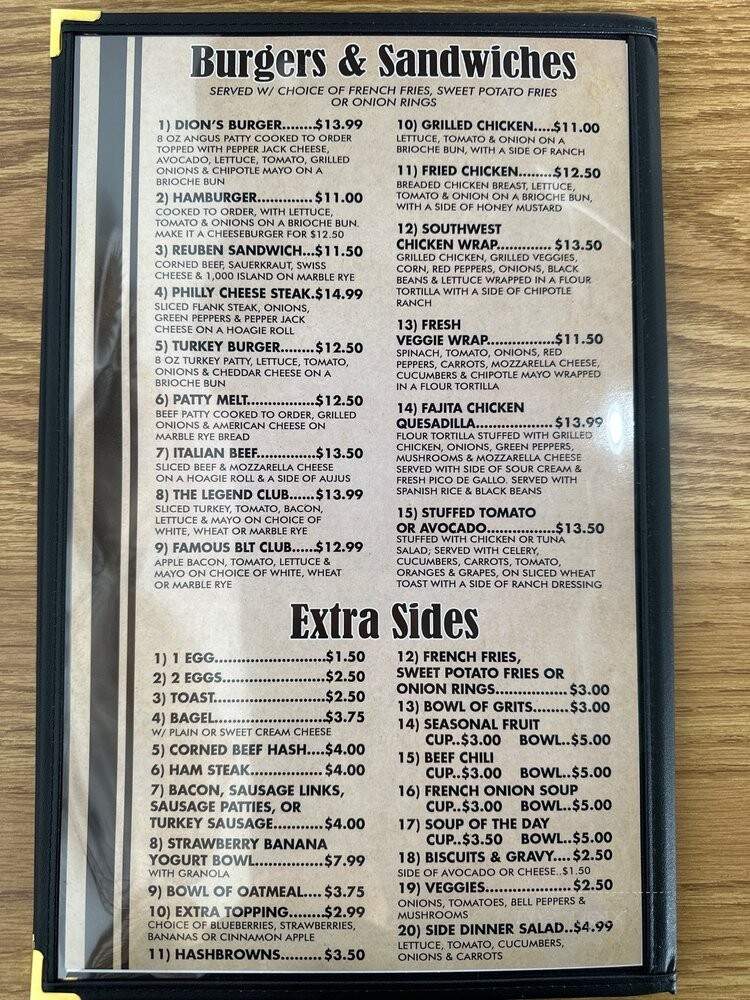 Burgers & Sandwiches
SERVED W/ CHOICE OF FRENCH FRIES, SWEET POTATO FRIES
OR ONION RINGS
1) DION'S BURGER........$13.99
8 OZ ANGUS PATTY COOKED TO ORDER
TOPPED WITH PEPPER JACK CHEESE,
AVOCADO, LETTUCE, TOMATO, GRILLED
ONIONS & CHIPOTLE MAYO ON A
BRIOCHE BUN
2) HAMBURGER.............$11.00
COOKED TO ORDER, WITH LETTUCE,
TOMATO & ONIONS ON A BRIOCHE BUN.
MAKE IT A CHEESEBURGER FOR $12.50
3) REUBEN SANDWICH...$11.50
CORNED BEEF, SAUERKRAUT, SWISS
CHEESE & 1,000 ISLAND ON MARBLE RYE
4) PHILLY CHEESE STEAK.$14.99
SLICED FLANK STEAK, ONIONS,
GREEN PEPPERS & PEPPER JACK
CHEESE ON A HOAGIE ROLL
5) TURKEY BURGER........$12.50
8 OZ TURKEY PATTY, LETTUCE, TOMATO,
ONIONS & CHEDDAR CHEESE ON A
BRIOCHE BUN
6) PATTY MELT................$12.50
BEEF PATTY COOKED TO ORDER, GRILLED
ONIONS & AMERICAN CHEESE ON
MARBLE RYE BREAD
7) ITALIAN BEEF..............$13.50
SLICED BEEF & MOZZARELLA CHEESE
ON A HOAGIE ROLL & A SIDE OF AUJUS
8) THE LEGEND CLUB......$13.99
SLICED TURKEY, TOMATO, BACON,
LETTUCE & MAYO ON CHOICE OF
WHITE, WHEAT OR MARBLE RYE
9) FAMOUS BLT CLUB.....$12.99
APPLE BACON, TOMATO, LETTUCE &
MAYO ON CHOICE OF WHITE, WHEAT
OR MARBLE RYE
10) GRILLED CHICKEN.....$11.00
LETTUCE, TOMATO & ONION ON A
BRIOCHE BUN, WITH A SIDE OF RANCH
11) FRIED CHICKEN........$12.50
BREADED CHICKEN BREAST, LETTUCE,
TOMATO & ONION ON A BRIOCHE BUN,
WITH A SIDE OF HONEY MUSTARD
12) SOUTHWEST
CHICKEN WRAP............. $13.50
GRILLED CHICKEN, GRILLED VEGGIES,
CORN, RED PEPPERS, ONIONS, BLACK
BEANS & LETTUCE WRAPPED IN A FLOUR
TORTILLA WITH A SIDE OF CHIPOTLE
RANCH
13) FRESH
VEGGIE WRAP................$11.50
SPINACH, TOMATO, ONIONS, RED
PEPPERS, CARROTS, MOZZARELLA CHEESE,
CUCUMBERS & CHIPOTLE MAYO WRAPPED
IN A FLOUR TORTILLA
14) FAJITA CHICKEN
QUESADILLA.................. $13.99
FLOUR TORTILLA STUFFED WITH GRILLED
CHICKEN, ONIONS, GREEN PEPPERS,
MUSHROOMS & MOZZARELLA CHEESE
SERVED WITH SIDE OF SOUR CREAM &
FRESH PICO DE GALLO. SERVED WITH
SPANISH RICE & BLACK BEANS
15) STUFFED TOMATO
OR AVOCADO................$13.50
STUFFED WITH CHICKEN OR TUNA
SALAD; SERVED WITH CELERY,
CUCUMBERS, CARROTS, TOMATO,
ORANGES & GRAPES, ON SLICED WHEAT
TOAST WITH A SIDE OF RANCH DRESSING
Extra Sides
1) 1 EGG..........................$1.50
2) 2 EGGS........................$2.50
3) TOAST..........................$2.50
4) BAGEL..........................$3.75
W/ PLAIN OR SWEET CREAM CHEESE
5) CORNED BEEF HASH....$4.00
6) HAM STEAK................. $4.00
7) BACON, SAUSAGE LINKS,
SAUSAGE PATTIES, OR
TURKEY SAUSAGE............$4.00
8) STRAWBERRY BANANA
YOGURT BOWL................$7.99
WITH GRANOLA
9) BOWL OF OATMEAL.... $3.75
10) EXTRA TOPPING........$2.99
CHOICE OF BLUEBERRIES, STRAWBERRIES,
BANANAS OR CINNAMON APPLE
11) HASHBROWNS..........$3.50
12) FRENCH FRIES,
SWEET POTATO FRIES OR
ONION RINGS................. $3.00
13) BOWL OF GRITS........$3.00
14) SEASONAL FRUIT
CUP..$3.00 BOWL..$5.00
15) BEEF CHILI
CUP..$3.00 BOWL..$5.00
16) FRENCH ONION SOUP
CUP..$3.00 BOWL..$5.00
17) SOUP OF THE DAY
CUP..$3.50 BOWL..$5.00
18) BISCUITS & GRAVY.... $2.50
SIDE OF AVOCADO OR CHEESE..$1.50
19) VEGGIES.................... $2.50
ONIONS, TOMATOES, BELL PEPPERS &
MUSHROOMS
20) SIDE DINNER SALAD..$4.99
LETTUCE, TOMATO, CUCUMBERS,
ONIONS & CARROTS